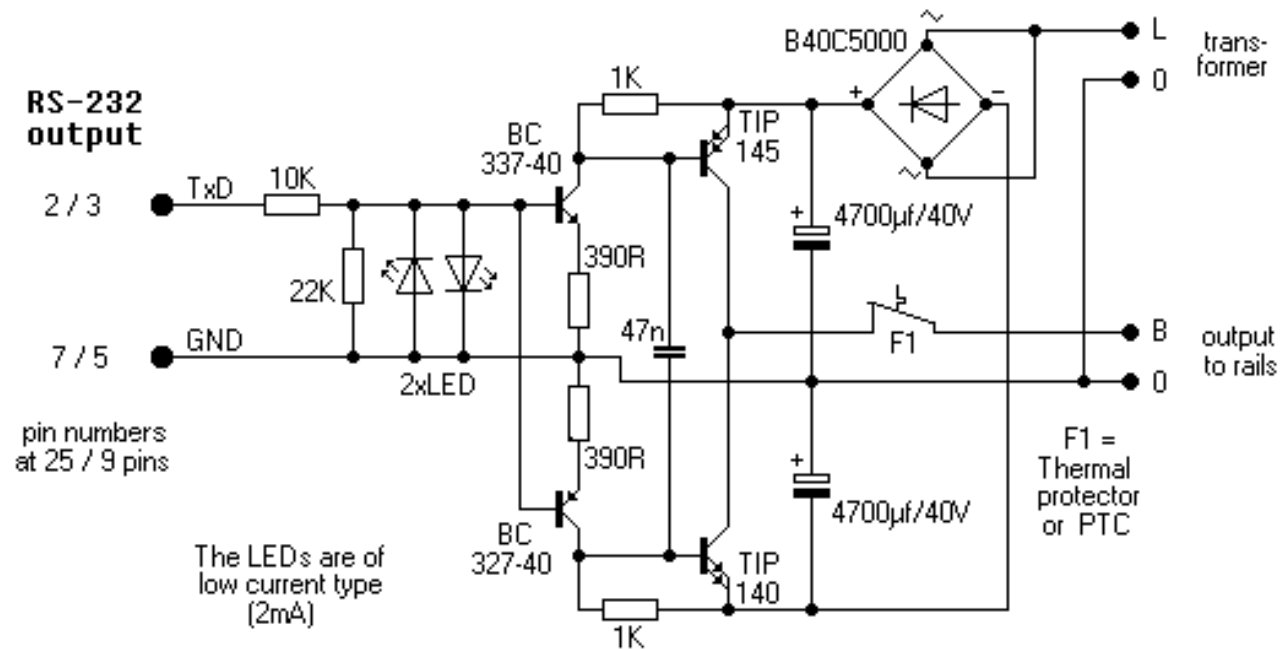 B40C5000
~
L
trans-
former
0
1K
+
-
RS-232
output
BC
337-40
TIP
145
2 / 3
TxD
10K
+
4700µf/40V
390R
22K
47n
F1
B
output
to rails
7 / 5
GND
2xLED
0
pin numbers
at 25 / 9 pins
390R
+
4700µf/40V
F1 =
Thermal
protector
or PTC
~
The LEDs are of
low current type
(2mA)
BC
327-40
TIP
140
1K